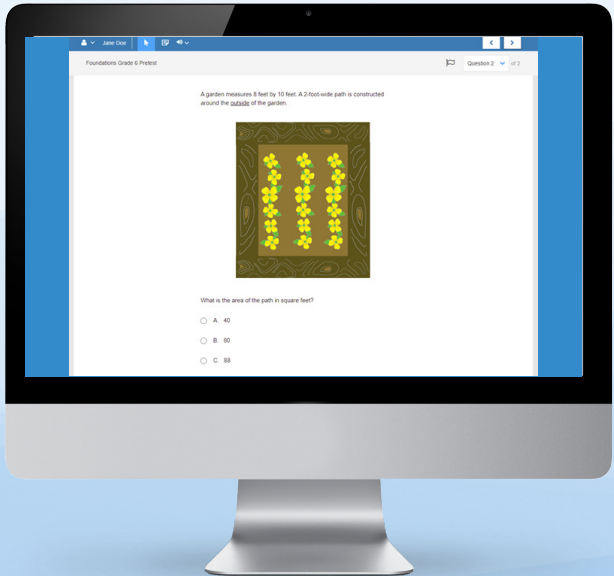 Jane Doe
Foundations Grade 6 Pretest
Question 2 of 2
A garden measures 8 feet by 10 feet. A 2-foot-wide path is constructed
around the outside of the garden.
What is the area of the path in square feet?
A. 40
B. 80
C. 88